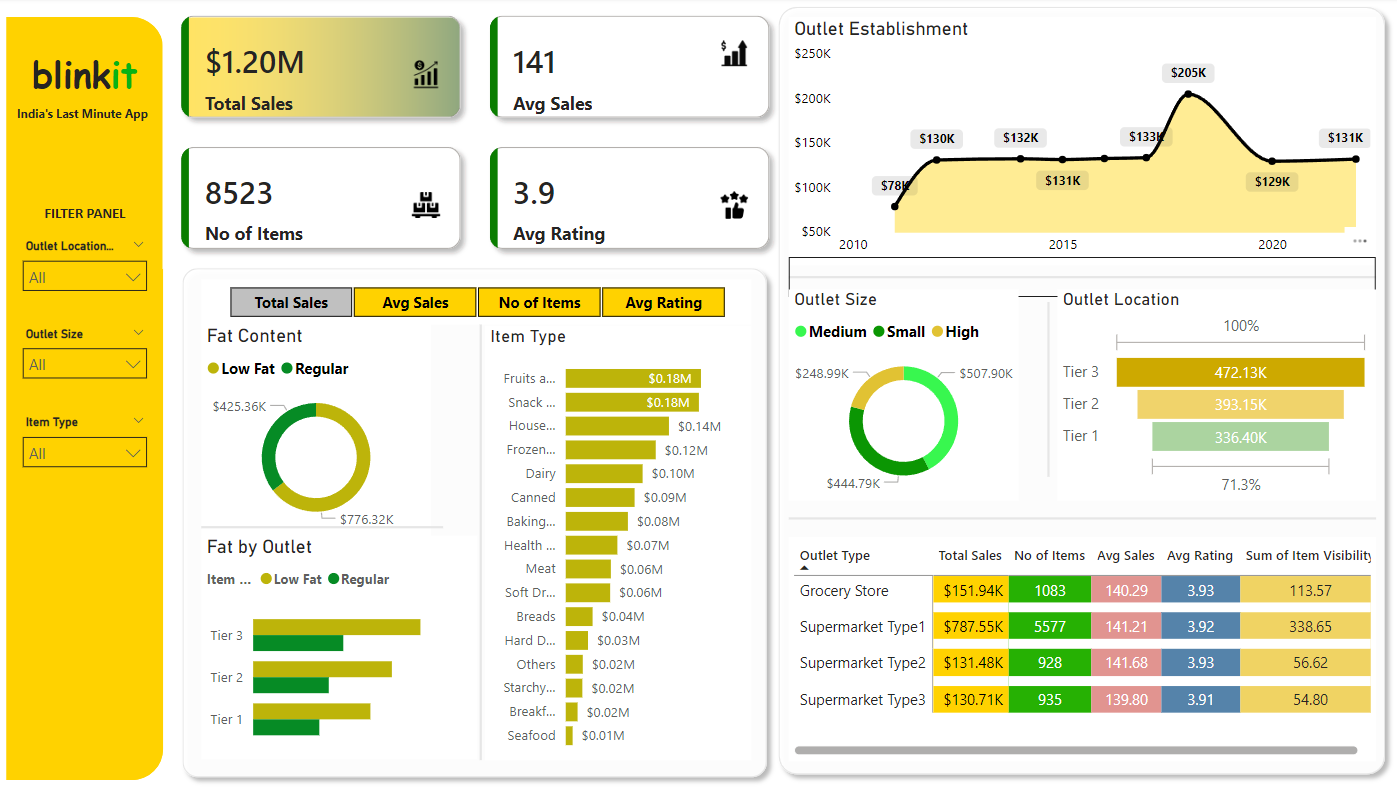 blinkit
India's Last Minute App
FILTER PANEL
Outlet Location...
All
Outlet Size
All
Item Type
All
$1.20M
Total Sales
141
Avg Sales
8523
No of Items
3.9
Avg Rating
Total Sales Avg Sales No of Items Avg Rating
Fat Content
Low Fat Regular
$425.36K
$776.32K
Fat by Outlet
Item ... Low Fat Regular
Tier 3
Tier 2
Tier 1
Item Type
Fruits a... $0.18M
Snack ... $0.18M
House... $0.14M
Frozen... $0.12M
Dairy $0.10M
Canned $0.09M
Baking... $0.08M
Health ... $0.07M
Meat $0.06M
Soft Dr... $0.06M
Breads $0.04M
Hard D... $0.03M
Others $0.02M
Starchy... $0.02M
Breakf... $0.02M
Seafood $0.01M
Outlet Establishment
$250K
$200K
$150K
$100K
$50K
$78K
$130K
$132K
$131K
$133K
$205K
$129K
$131K
2010 2015 2020
Outlet Size
Medium Small High
$248.99K
$507.90K
$444.79K
Outlet Location
100%
Tier 3 472.13K
Tier 2 393.15K
Tier 1 336.40K
71.3%
Outlet Type Total Sales No of Items Avg Sales Avg Rating Sum of Item Visibility
Grocery Store $151.94K 1083 140.29 3.93 113.57
Supermarket Type1 $787.55K 5577 141.21 3.92 338.65
Supermarket Type2 $131.48K 928 141.68 3.93 56.62
Supermarket Type3 $130.71K 935 139.80 3.91 54.80